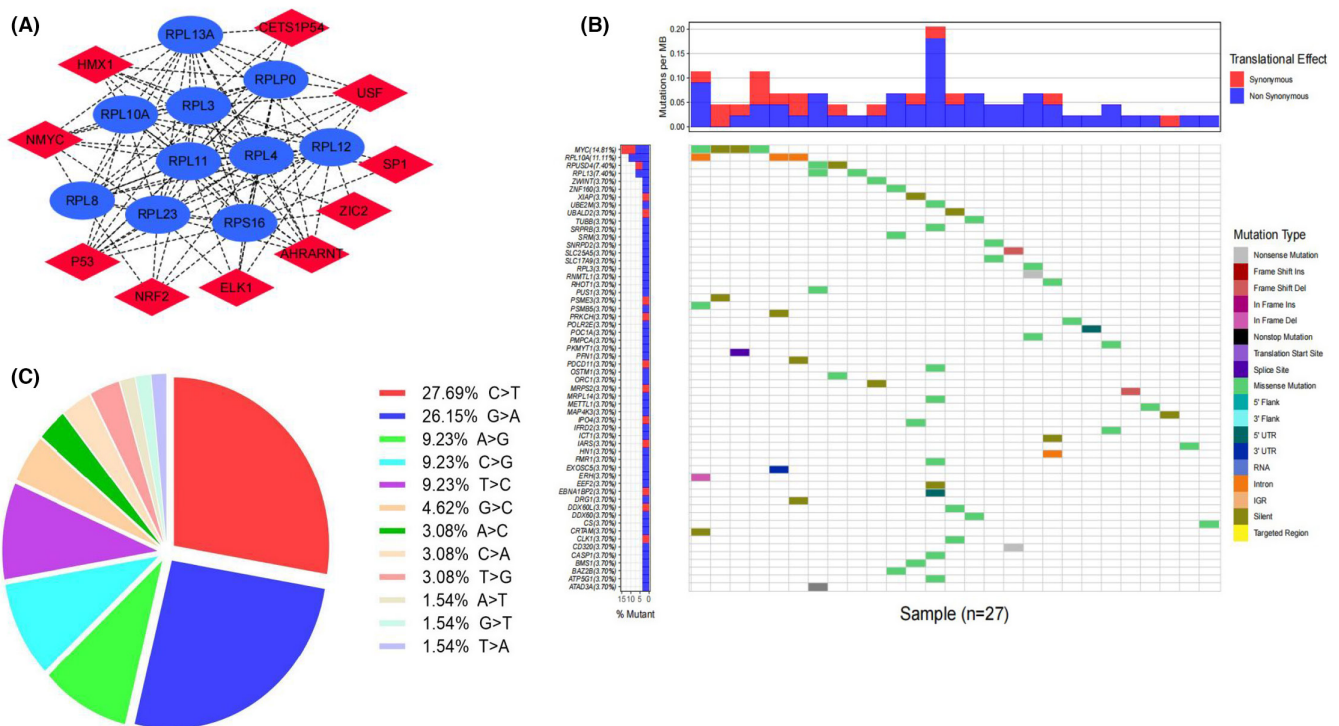 (A)
RPL13A
CETS1P54
HMX1
RPLP0
USF
RPL3
RPL10A
NMYC
RPL12
RPL11
RPL4
SP1
RPL8
RPL23
RPS16
ZIC2
P53
AHRARNT
NRF2
ELK1
(B)
Mutations per MB
0.20
0.15
0.10
0.05
0.00
Translational Effect
Synonymous
Non Synonymous
MYC(14.81%)
RPL10A(11.11%)
RPUSD4(7.40%)
RPL13(7.40%)
ZWINT(3.70%)
ZNF160(3.70%)
XIAP(3.70%)
UBE2M(3.70%)
UBALD2(3.70%)
TUBB(3.70%)
SRPRB(3.70%)
SRM(3.70%)
SNRPD2(3.70%)
SLC25A5(3.70%)
SLC17A9(3.70%)
RPL3(3.70%)
RNMTL1(3.70%)
RHOT1(3.70%)
PUS1(3.70%)
PSME3(3.70%)
PSMB5(3.70%)
PRKCH(3.70%)
POLR2E(3.70%)
POC1A(3.70%)
PMPCA(3.70%)
PKMYT1(3.70%)
PFN1(3.70%)
PDCD11(3.70%)
OSTM1(3.70%)
ORC1(3.70%)
MRPS2(3.70%)
MRPL14(3.70%)
METTL1(3.70%)
MAP4K3(3.70%)
IPO4(3.70%)
IFRD2(3.70%)
ICT1(3.70%)
IARS(3.70%)
HN1(3.70%)
FMR1(3.70%)
EXOSC5(3.70%)
ERH(3.70%)
EEF2(3.70%)
EBNA1BP2(3.70%)
DRG1(3.70%)
DDX60L(3.70%)
DDX60(3.70%)
CS(3.70%)
CRTAM(3.70%)
CLK1(3.70%)
CD320(3.70%)
CASP1(3.70%)
BMS1(3.70%)
BAZ2B(3.70%)
ATP5G1(3.70%)
ATAD3A(3.70%)
15 10 5 0
% Mutant
Sample (n=27)
Mutation Type
Nonsense Mutation
Frame Shift Ins
Frame Shift Del
In Frame Ins
In Frame Del
Nonstop Mutation
Translation Start Site
Splice Site
Missense Mutation
5' Flank
3' Flank
5' UTR
3' UTR
RNA
Intron
IGR
Silent
Targeted Region
(C)
27.69% C>T
26.15% G>A
9.23% A>G
9.23% C>G
9.23% T>C
4.62% G>C
3.08% A>C
3.08% C>A
3.08% T>G
1.54% A>T
1.54% G>T
1.54% T>A